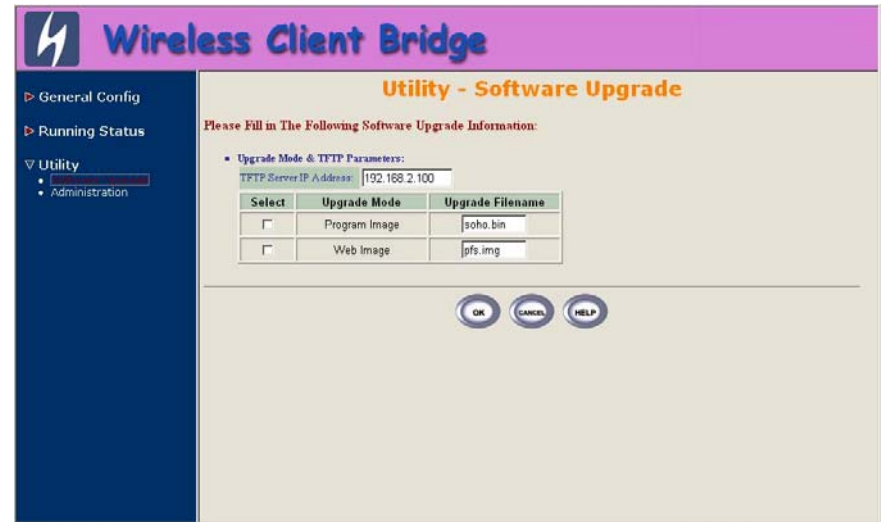 Wireless Client Bridge
General Config
Running Status
Utility
Administration
Utility - Software Upgrade
Please Fill in The Following Software Upgrade Information:
Upgrade Mode & TFTP Parameters:
TFTP Server IP Address: 192.168.2.100
Select Upgrade Mode Upgrade Filename
Program Image soho.bin
Web Image pfs.img
OK CANCEL HELP